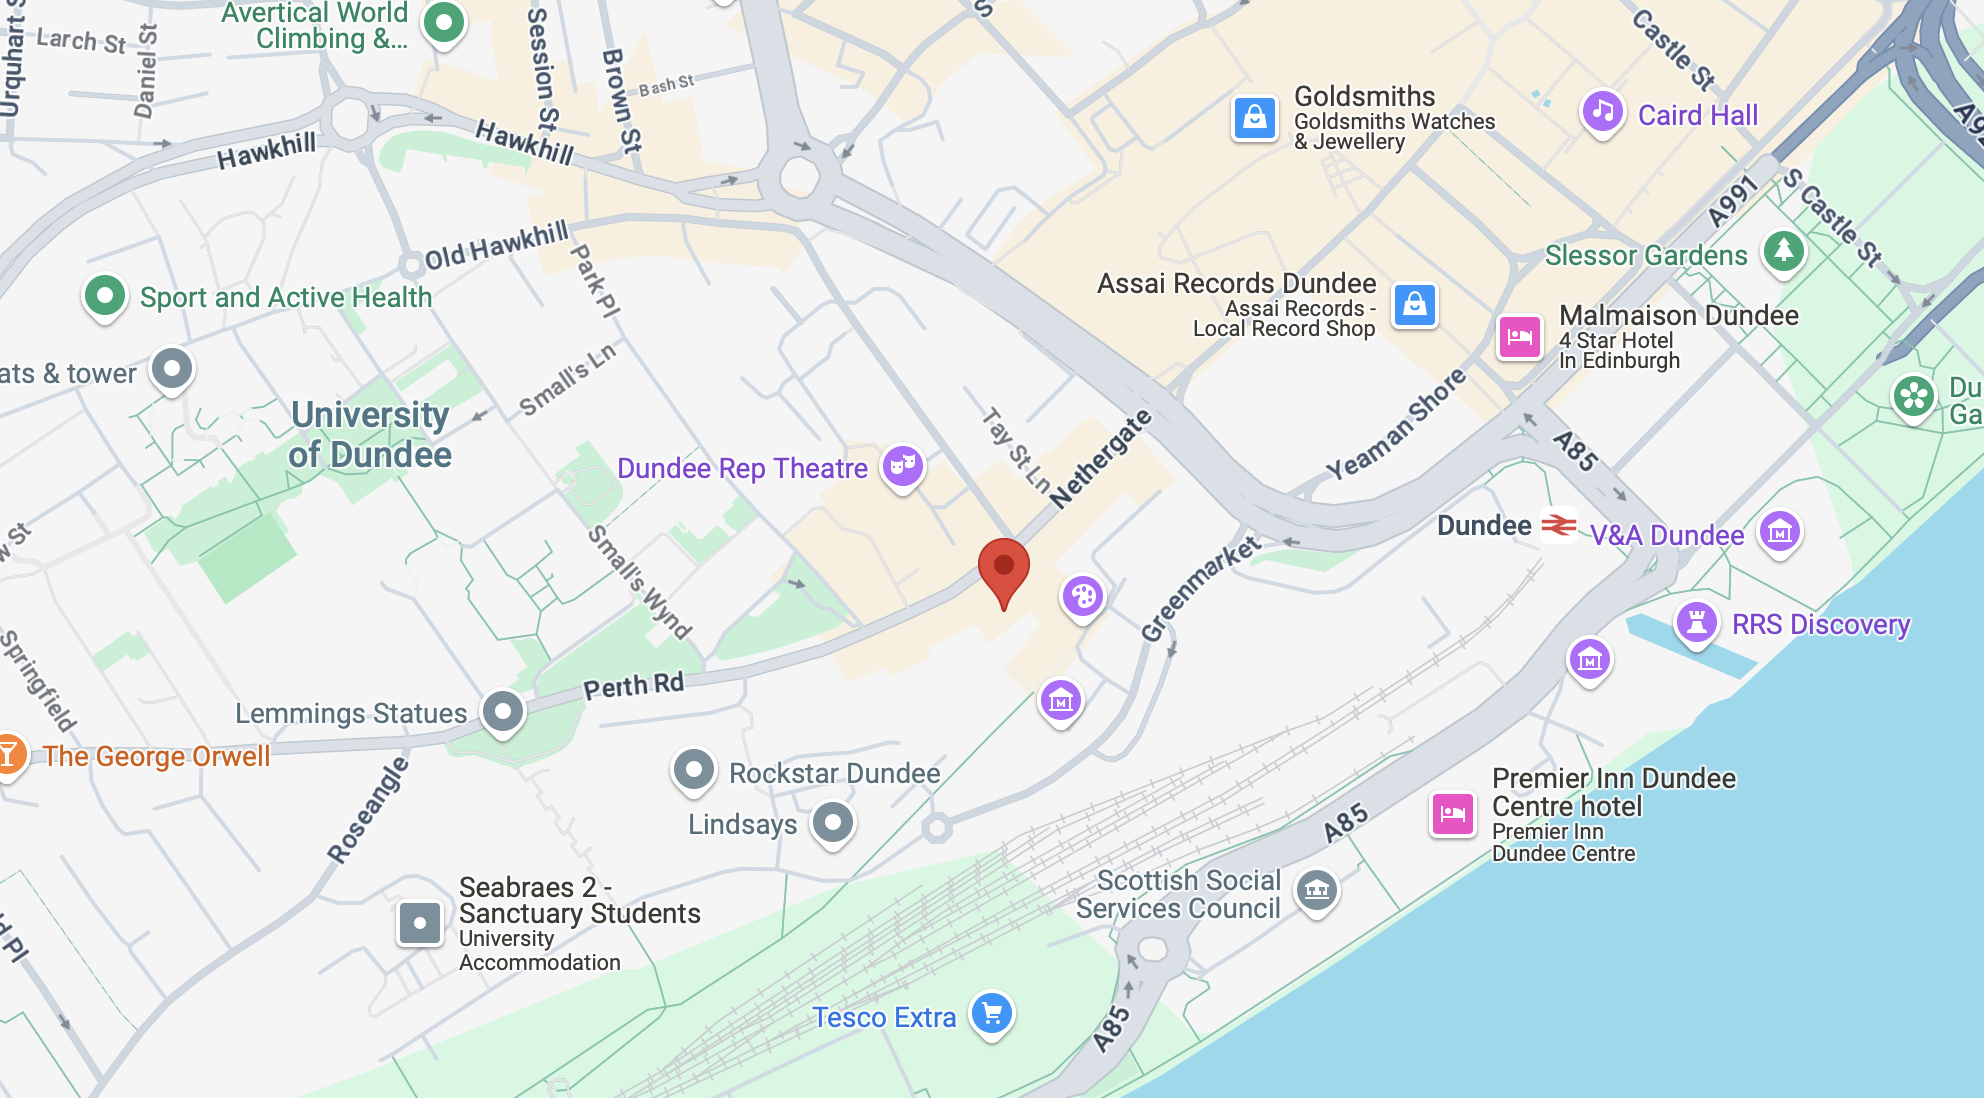 Avertical World
Climbing &...
Larch St
Daniel St
Urquhart S
Session St
Brown St
Bash St
S
Castle St
Goldsmiths
Goldsmiths Watches
& Jewellery
Caird Hall
A991
S Castle St
Hawkhill
Hawkhill
Old Hawkhill
Park Pl
Slessor Gardens
Sport and Active Health
Assai Records Dundee
Assai Records -
Local Record Shop
Malmaison Dundee
4 Star Hotel
In Edinburgh
Small's Ln
ats & tower
University
of Dundee
Du
Ga
Yeaman Shore
A85
Tay St Ln
Nethergate
Dundee Rep Theatre
Dundee
V&A Dundee
w St
Small's Wynd
Greenmarket
RRS Discovery
Springfield
Perth Rd
Lemmings Statues
The George Orwell
Roseangle
Rockstar Dundee
Lindsays
Premier Inn Dundee
Centre hotel
Premier Inn
Dundee Centre
A85
Scottish Social
Services Council
Seabraes 2 -
Sanctuary Students
University
Accommodation
d Pl
Tesco Extra
A85